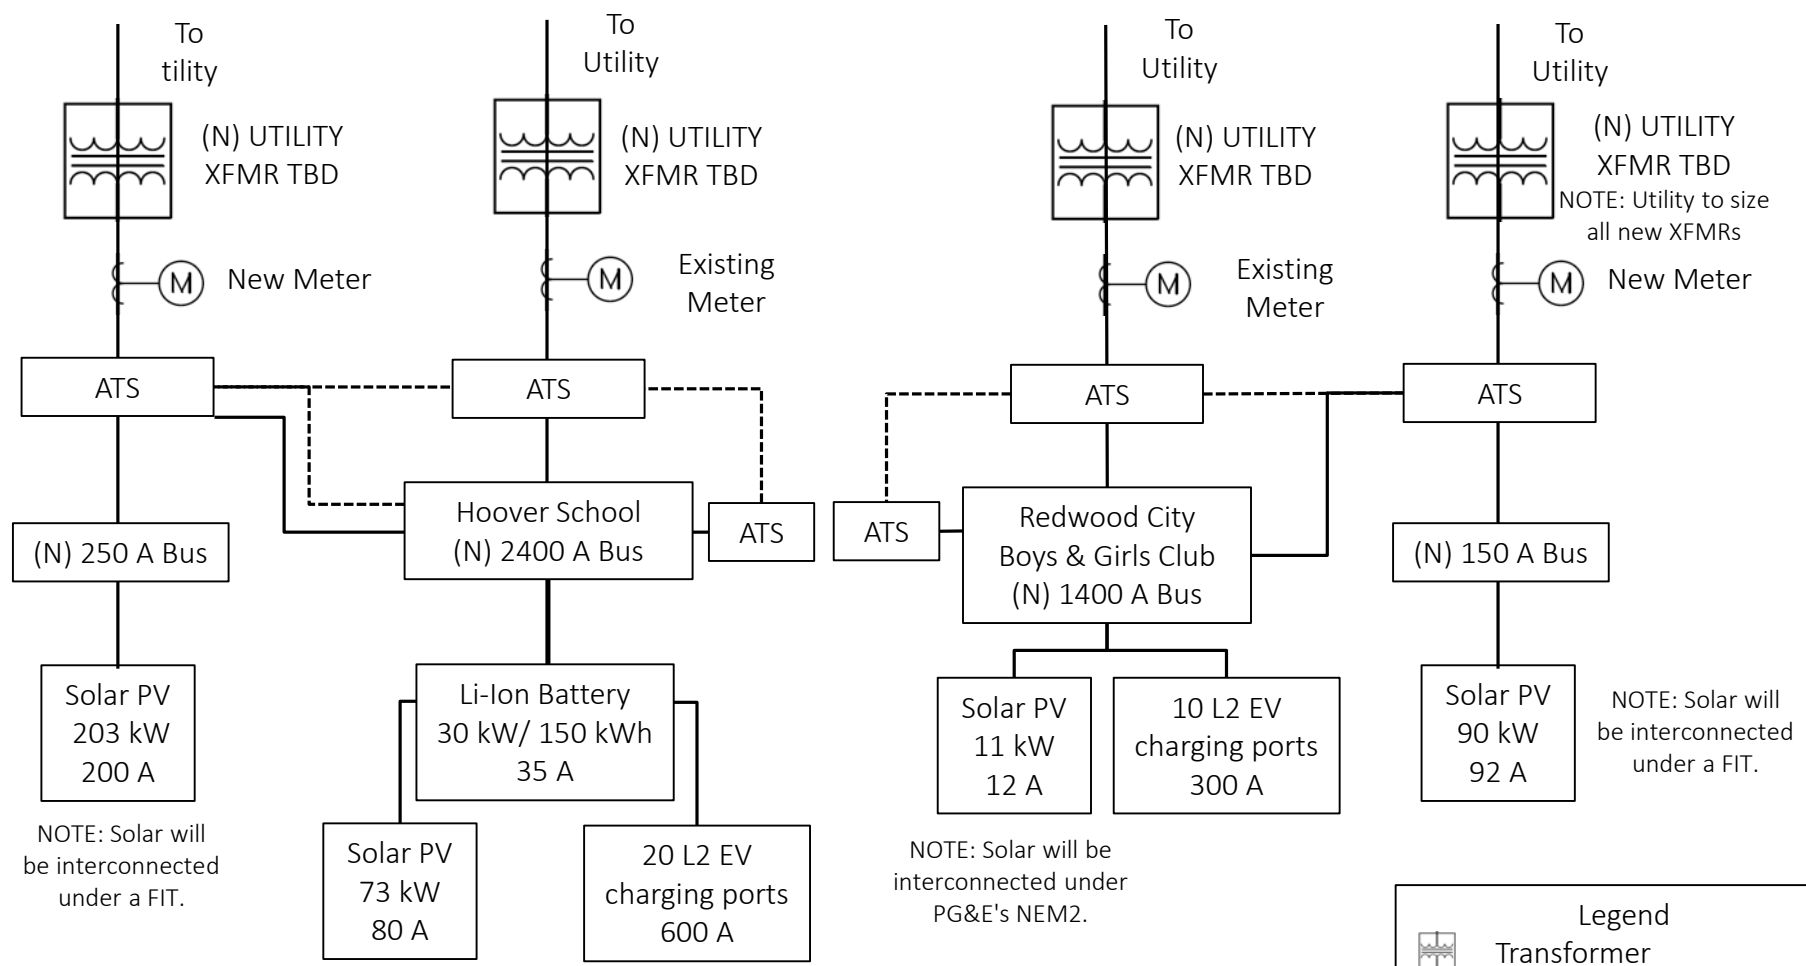 To
tility
(N) UTILITY
XFMR TBD
M
New Meter
To
Utility
(N) UTILITY
XFMR TBD
M
Existing
Meter
To
Utility
(N) UTILITY
XFMR TBD
M
Existing
Meter
To
Utility
(N) UTILITY
XFMR TBD
NOTE: Utility to size
all new XFMRs
M
New Meter
ATS
ATS
ATS
ATS
(N) 250 A Bus
Hoover School
(N) 2400 A Bus
ATS
ATS
Redwood City
Boys & Girls Club
(N) 1400 A Bus
(N) 150 A Bus
Solar PV
203 kW
200 A
NOTE: Solar will
be interconnected
under a FIT.
Li-Ion Battery
30 kW/ 150 kWh
35 A
Solar PV
73 kW
80 A
20 L2 EV
charging ports
600 A
Solar PV
11 kW
12 A
NOTE: Solar will be
interconnected under
PG&E's NEM2.
10 L2 EV
charging ports
300 A
Solar PV
90 kW
92 A
NOTE: Solar will
be interconnected
under a FIT.
Legend
Transformer